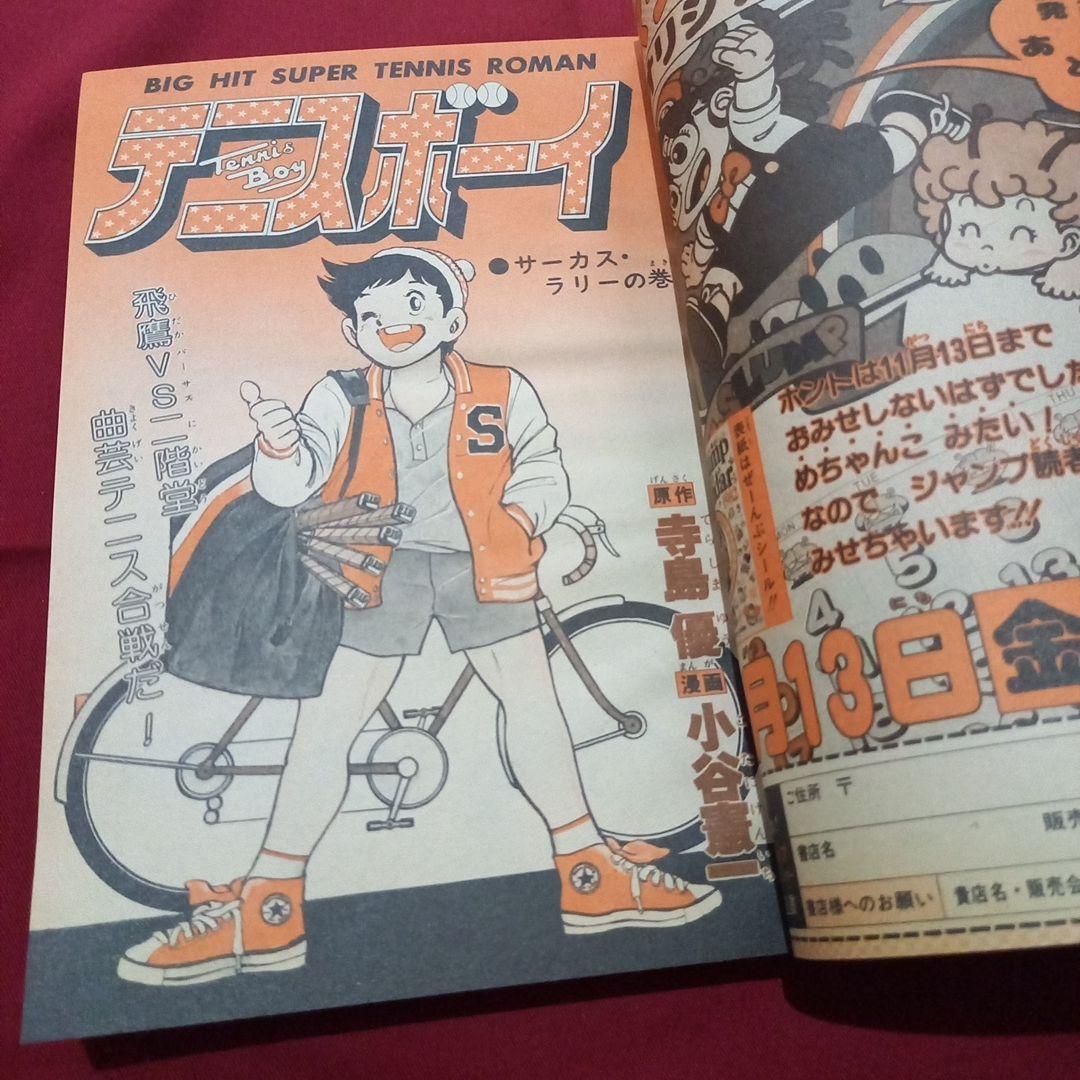 BIG HIT SUPER TENNIS ROMAN
テニスボーイ
Tennis
Boy
●サーカス・
ラリーの巻
飛鷹VS二階堂
曲芸テニス合戦だー
S
原作
寺島 優
漫画
小谷憲一
発
あ
と
ホントは11月13日まで
おみせしないはずでした
めちゃんこ みたい!
なので ジャンプ読者
みせちゃいます!!
表紙はぜーんぶシール!!
月13日金
ご住所 〒
販売
書店名
書店様へのお願い
貴店名・販売会